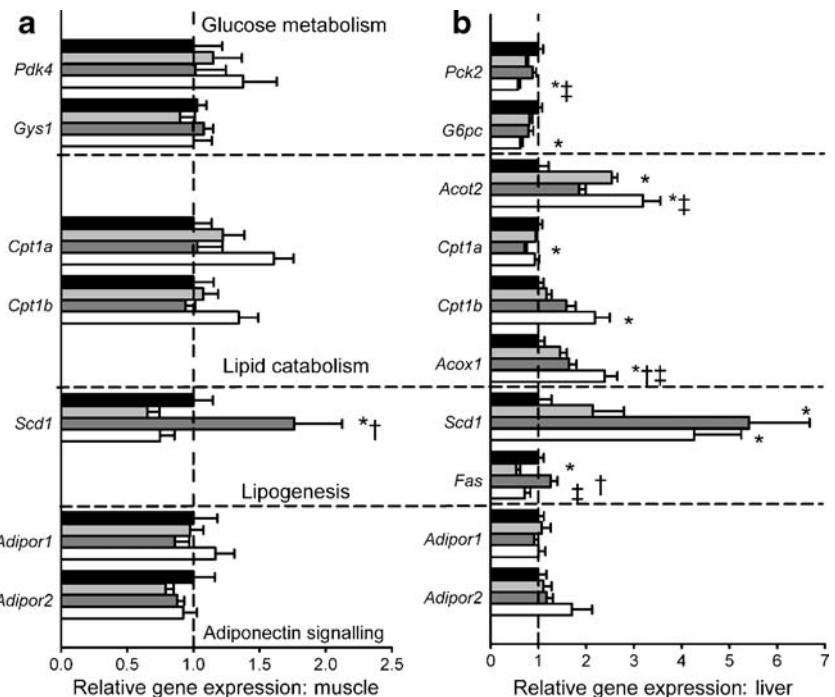 a
Glucose metabolism
Pdk4
Gys1
Cpt1a
Cpt1b
Lipid catabolism
Scd1
*†
Lipogenesis
Adipor1
Adipor2
Adiponectin signalling
0.0 0.5 1.0 1.5 2.0 2.5
Relative gene expression: muscle
b
Pck2
*‡
G6pc
*
Acot2
*
*‡
Cpt1a
*
Cpt1b
*
Acox1
*†‡
Scd1
*
*
Fas
*
‡ †
Adipor1
Adipor2
0 1 2 3 4 5 6 7
Relative gene expression: liver